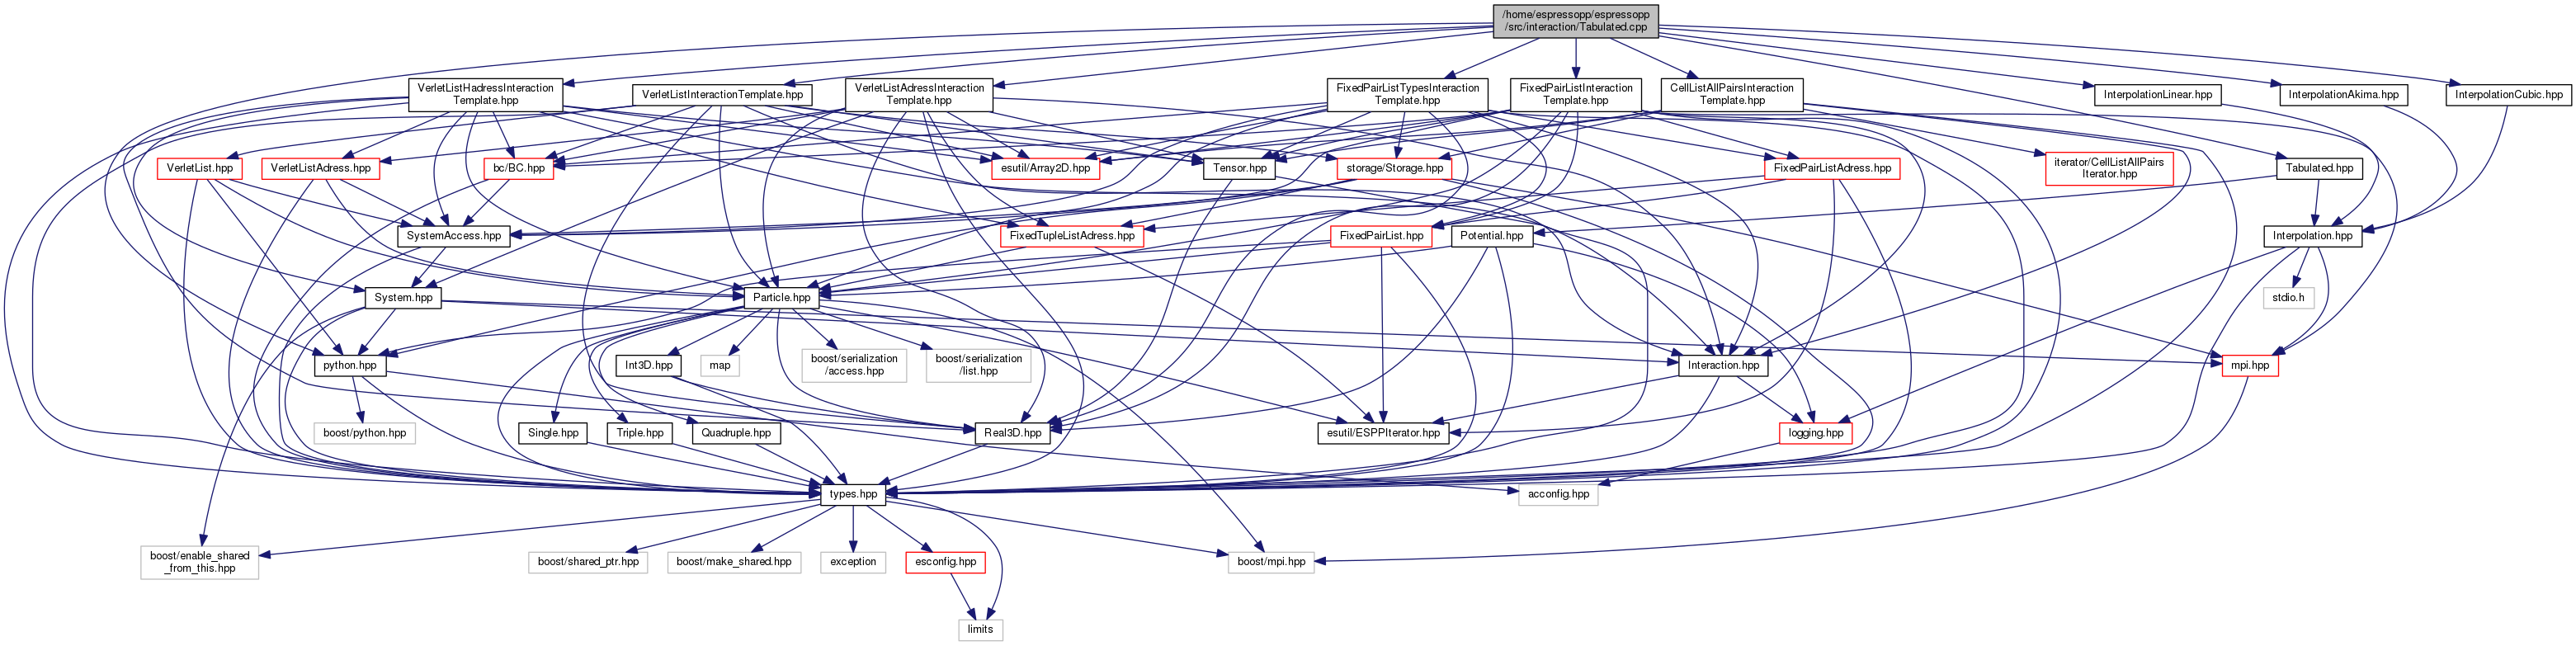 /home/espressopp/espressopp
/src/interaction/Tabulated.cpp
VerletListHadressInteraction
Template.hpp
VerletListInteractionTemplate.hpp
VerletListAdressInteraction
Template.hpp
FixedPairListTypesInteraction
Template.hpp
FixedPairListInteraction
Template.hpp
CellListAllPairsInteraction
Template.hpp
InterpolationLinear.hpp
InterpolationAkima.hpp
InterpolationCubic.hpp
VerletList.hpp
VerletListAdress.hpp
bc/BC.hpp
esutil/Array2D.hpp
Tensor.hpp
storage/Storage.hpp
FixedPairListAdress.hpp
iterator/CellListAllPairs
Iterator.hpp
Tabulated.hpp
SystemAccess.hpp
FixedTupleListAdress.hpp
FixedPairList.hpp
Potential.hpp
Interpolation.hpp
System.hpp
Particle.hpp
stdio.h
python.hpp
Int3D.hpp
map
boost/serialization
/access.hpp
boost/serialization
/list.hpp
Interaction.hpp
mpi.hpp
boost/python.hpp
Single.hpp
Triple.hpp
Quadruple.hpp
Real3D.hpp
esutil/ESPPIterator.hpp
logging.hpp
types.hpp
acconfig.hpp
boost/enable_shared
_from_this.hpp
boost/shared_ptr.hpp
boost/make_shared.hpp
exception
esconfig.hpp
boost/mpi.hpp
limits